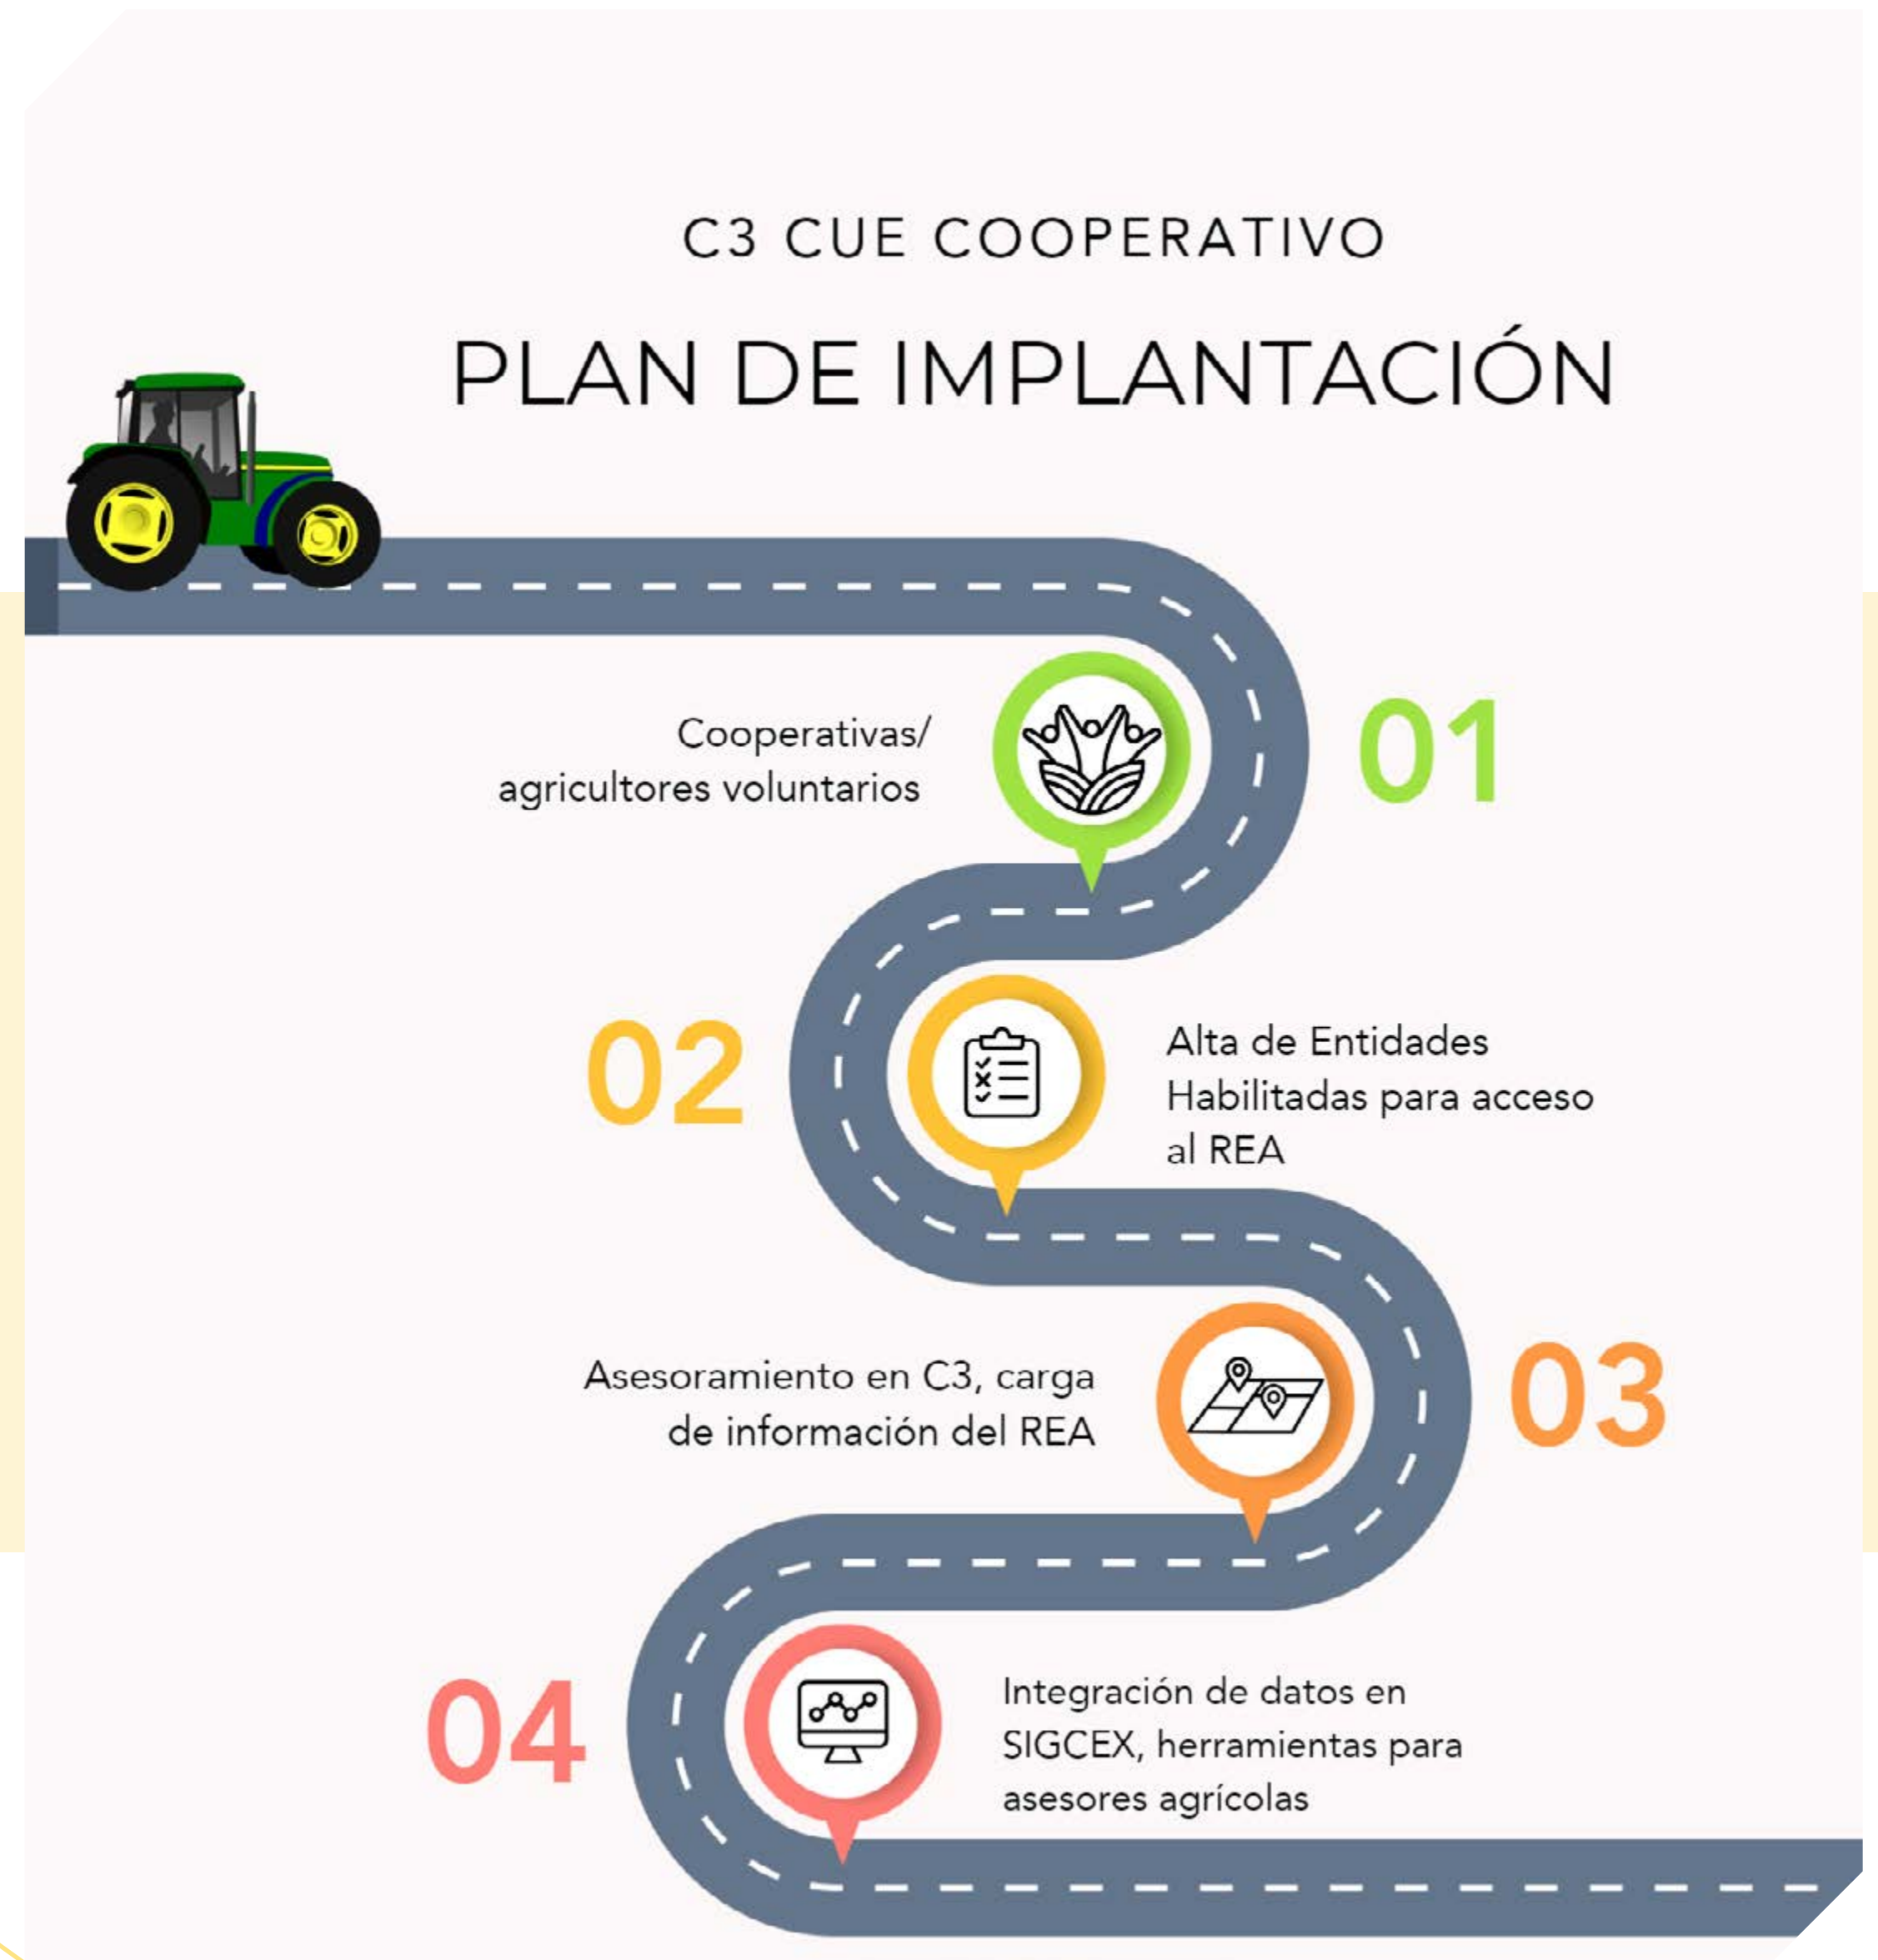 C3 CUE COOPERATIVO
PLAN DE IMPLANTACIÓN
Cooperativas/
agricultores voluntarios
01
02
Alta de Entidades
Habilitadas para acceso
al REA
Asesoramiento en C3, carga
de información del REA
03
04
Integración de datos en
SIGCEX, herramientas para
asesores agrícolas